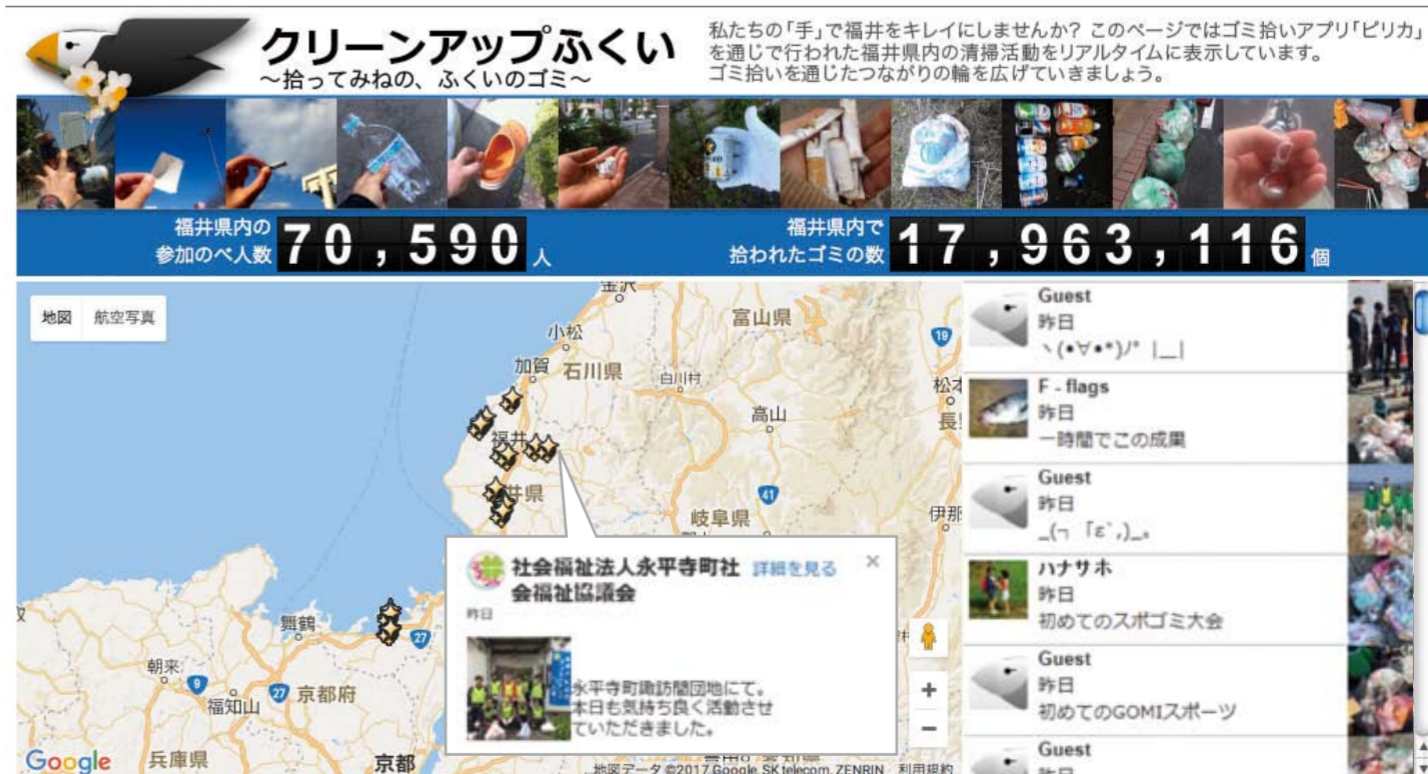 クリーンアップふくい
～拾ってみねの、ふくいのゴミ～
私たちの「手」で福井をキレイにしませんか？ このページではゴミ拾いアプリ「ピリカ」
を通じで行われた福井県内の清掃活動をリアルタイムに表示しています。
ゴミ拾いを通じたつながりの輪を広げていきましょう。
福井県内の
参加のべ人数
70,590 人
福井県内で
拾われたゴミの数
17,963,116 個
地図 航空写真
金沢
小松
富山県
19
加賀
石川県
白川村
高山
福井
井県
41
岐阜県
伊那
舞鶴
27
朝来
9
福知山
27
京都府
兵庫県
京都
Google
社会福祉法人永平寺町社
会福祉協議会
詳細を見る ×
昨日
永平寺町諏訪間団地にて。
本日も気持ち良く活動させ
ていただきました。
+
−
地図データ ©2017 Google, SK telecom, ZENRIN 利用規約
Guest
昨日
ヽ(•∀•*)ﾉ* |__|
F - flags
昨日
一時間でこの成果
Guest
昨日
_(┐ 「ε`,)_。
ハナサホ
昨日
初めてのスポゴミ大会
Guest
昨日
初めてのGOMIスポーツ
Guest
昨日